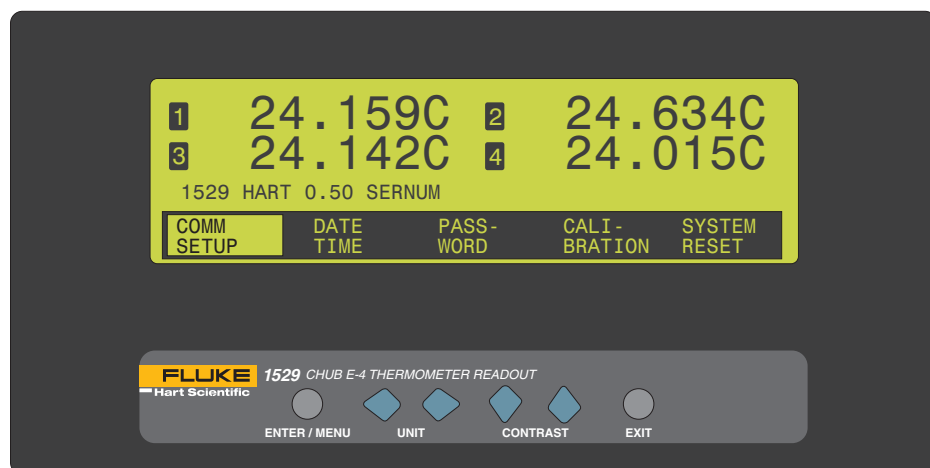 1 24.159C 2 24.634C
3 24.142C 4 24.015C
1529 HART 0.50 SERNUM
COMM SETUP
DATE TIME
PASS- WORD
CALI- BRATION
SYSTEM RESET
FLUKE
Hart Scientific
1529 CHUB E-4 THERMOMETER READOUT
ENTER / MENU UNIT CONTRAST EXIT